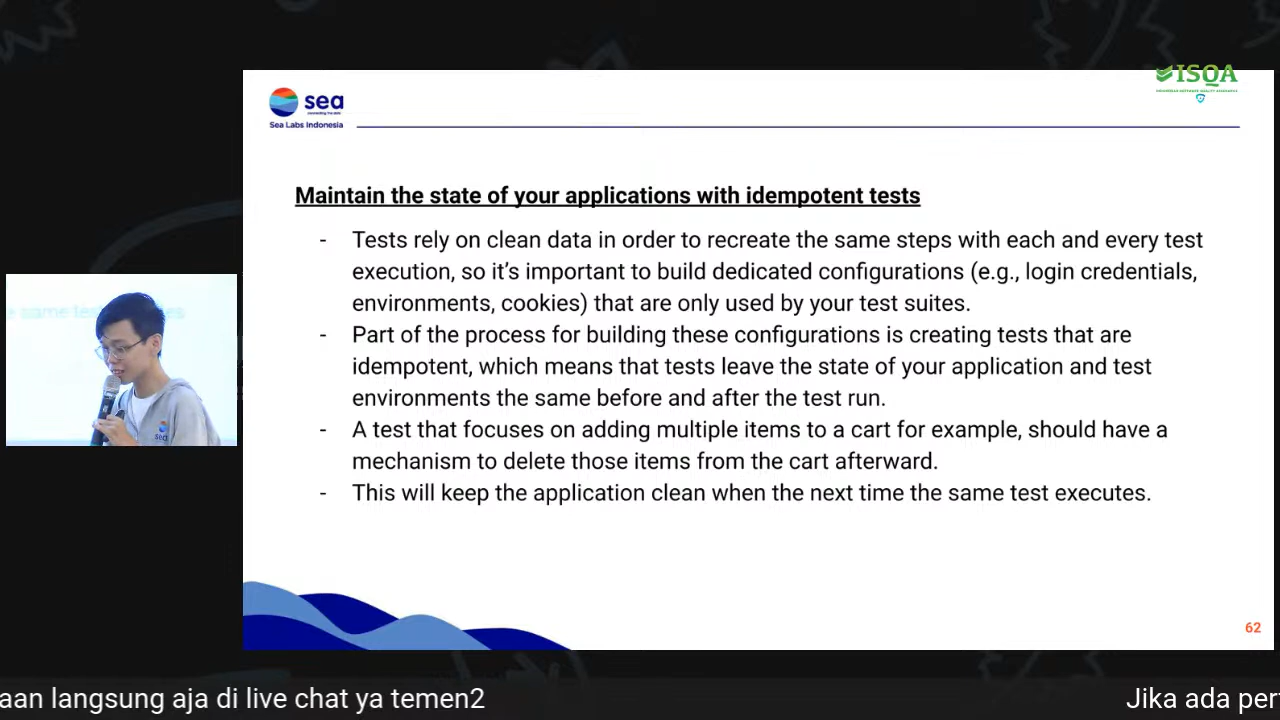 ISQA
sea
Sea Labs Indonesia
Maintain the state of your applications with idempotent tests
- Tests rely on clean data in order to recreate the same steps with each and every test
execution, so it’s important to build dedicated configurations (e.g., login credentials,
environments, cookies) that are only used by your test suites.
- Part of the process for building these configurations is creating tests that are
idempotent, which means that tests leave the state of your application and test
environments the same before and after the test run.
- A test that focuses on adding multiple items to a cart for example, should have a
mechanism to delete those items from the cart afterward.
- This will keep the application clean when the next time the same test executes.
sea
62
aan langsung aja di live chat ya temen2
Jika ada per